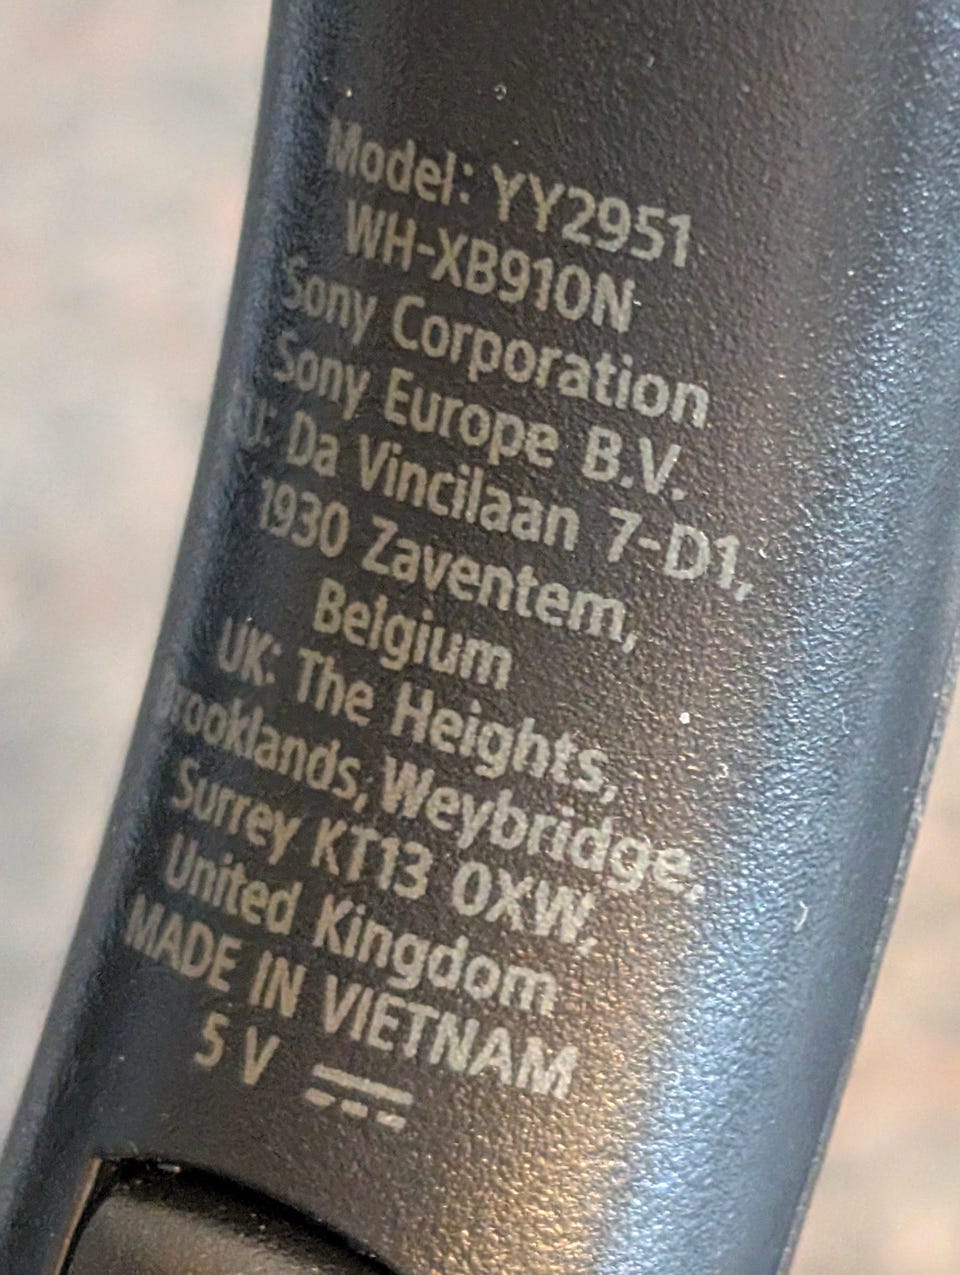 Model: YY2951
WH-XB910N
Sony Corporation
Sony Europe B.V.
EU: Da Vincilaan 7-D1,
1930 Zaventem,
Belgium
UK: The Heights,
Brooklands, Weybridge,
Surrey KT13 0XW,
United Kingdom
MADE IN VIETNAM
5 V ⎓